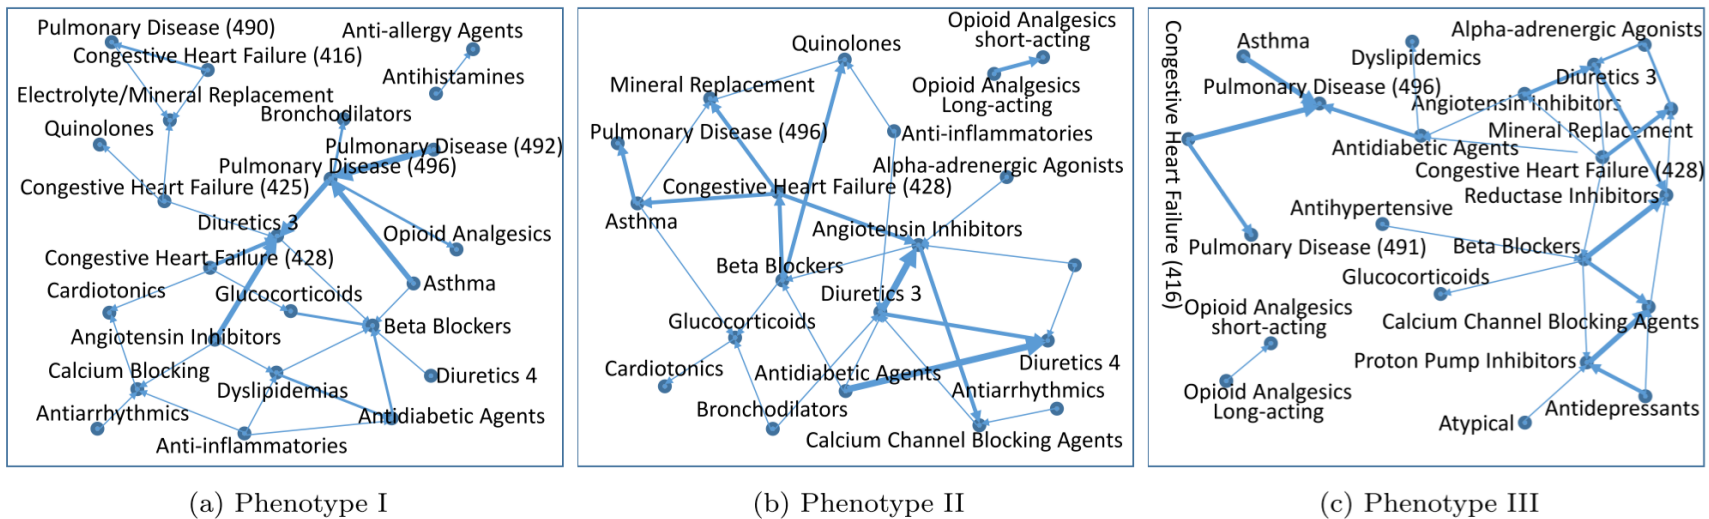 Pulmonary Disease (490)
Congestive Heart Failure (416)
Anti-allergy Agents
Antihistamines
Electrolyte/Mineral Replacement
Bronchodilators
Quinolones
Pulmonary Disease (492)
Pulmonary Disease (496)
Congestive Heart Failure (425)
Diuretics 3
Opioid Analgesics
Congestive Heart Failure (428)
Cardiotonics
Glucocorticoids
Asthma
Angiotensin Inhibitors
Beta Blockers
Calcium Blocking
Dyslipidemias
Diuretics 4
Antiarrhythmics
Antidiabetic Agents
Anti-inflammatories
(a) Phenotype I
Opioid Analgesics
short-acting
Quinolones
Mineral Replacement
Opioid Analgesics
Long-acting
Pulmonary Disease (496)
Anti-inflammatories
Alpha-adrenergic Agonists
Congestive Heart Failure (428)
Asthma
Angiotensin Inhibitors
Beta Blockers
Diuretics 3
Glucocorticoids
Cardiotonics
Antidiabetic Agents
Diuretics 4
Antiarrhythmics
Bronchodilators
Calcium Channel Blocking Agents
(b) Phenotype II
Congestive Heart Failure (416)
Asthma
Dyslipidemics
Alpha-adrenergic Agonists
Diuretics 3
Pulmonary Disease (496)
Angiotensin Inhibitors
Mineral Replacement
Antidiabetic Agents
Congestive Heart Failure (428)
Reductase Inhibitors
Antihypertensive
Pulmonary Disease (491)
Beta Blockers
Glucocorticoids
Opioid Analgesics
short-acting
Calcium Channel Blocking Agents
Proton Pump Inhibitors
Opioid Analgesics
Long-acting
Antidepressants
Atypical
(c) Phenotype III